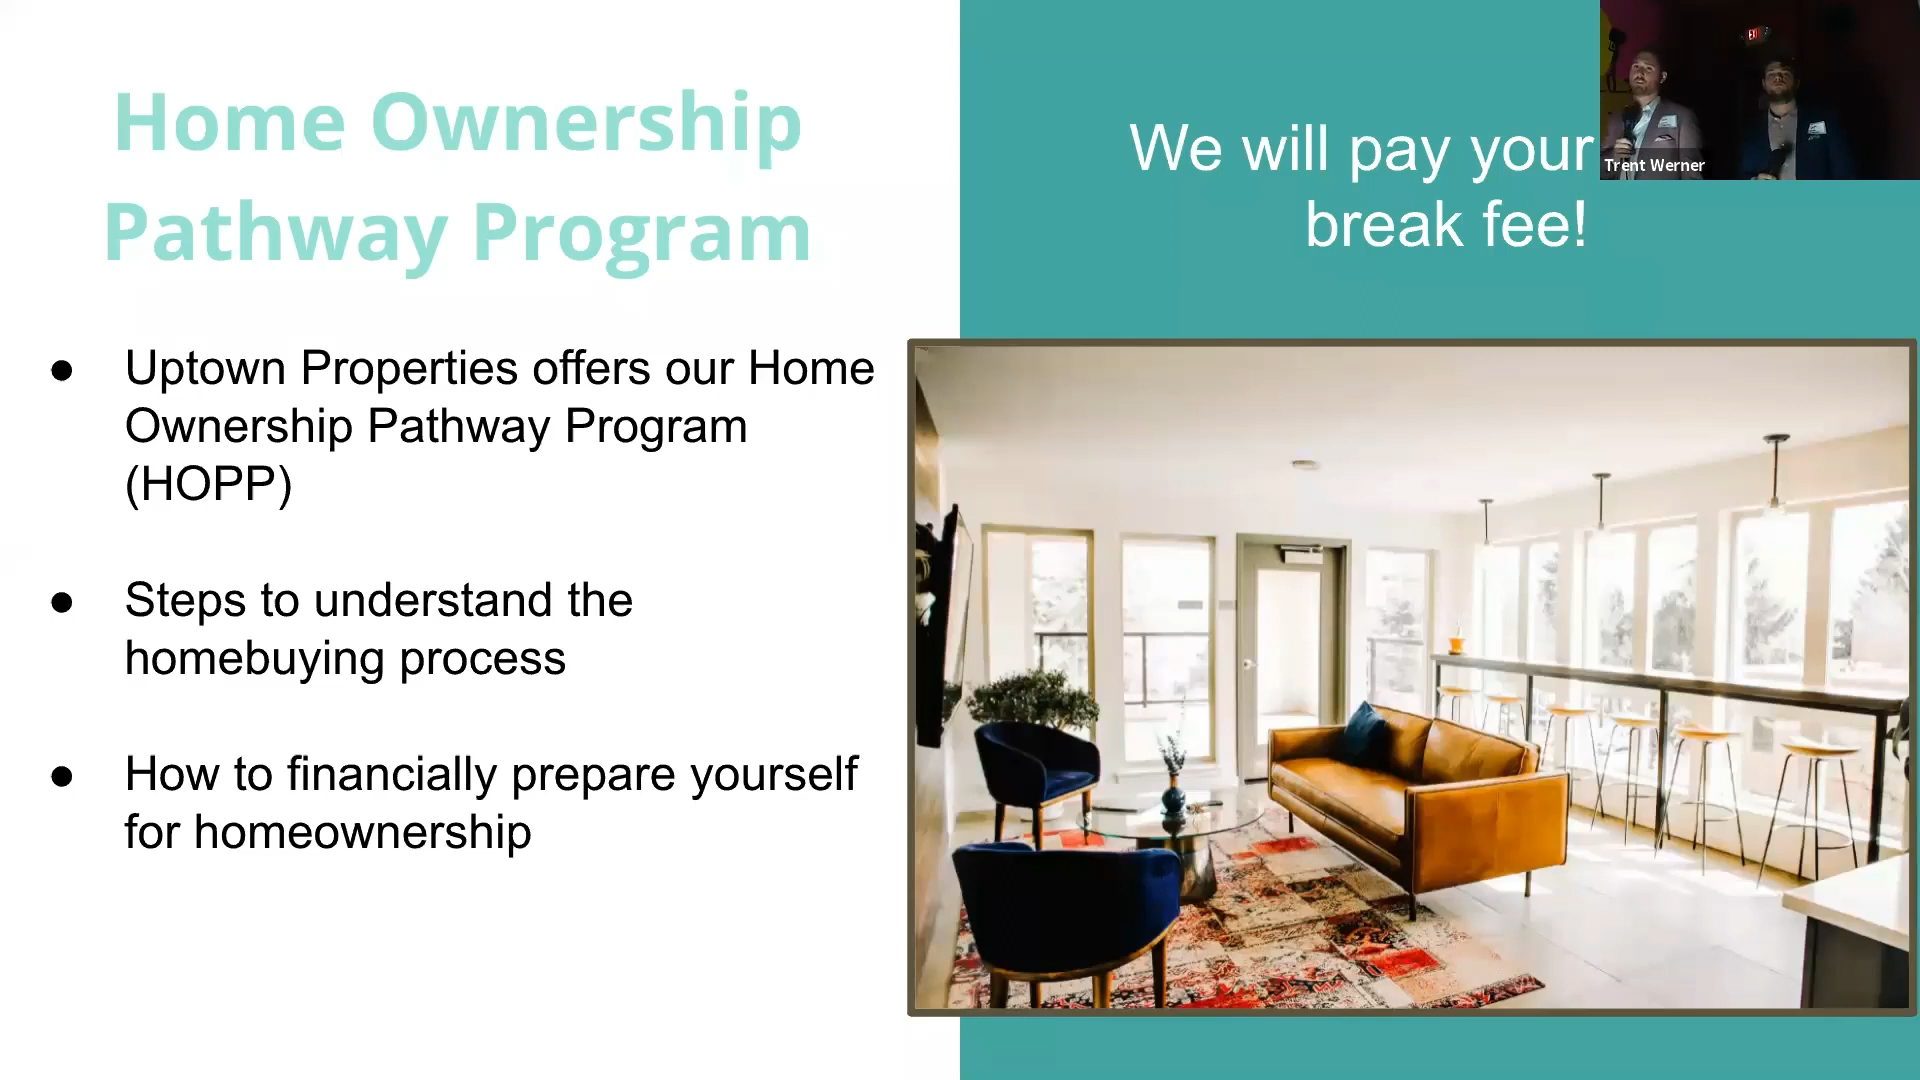 Home Ownership
Pathway Program
● Uptown Properties offers our Home
Ownership Pathway Program
(HOPP)
● Steps to understand the
homebuying process
● How to financially prepare yourself
for homeownership
We will pay your
break fee!
EXIT
Trent Werner